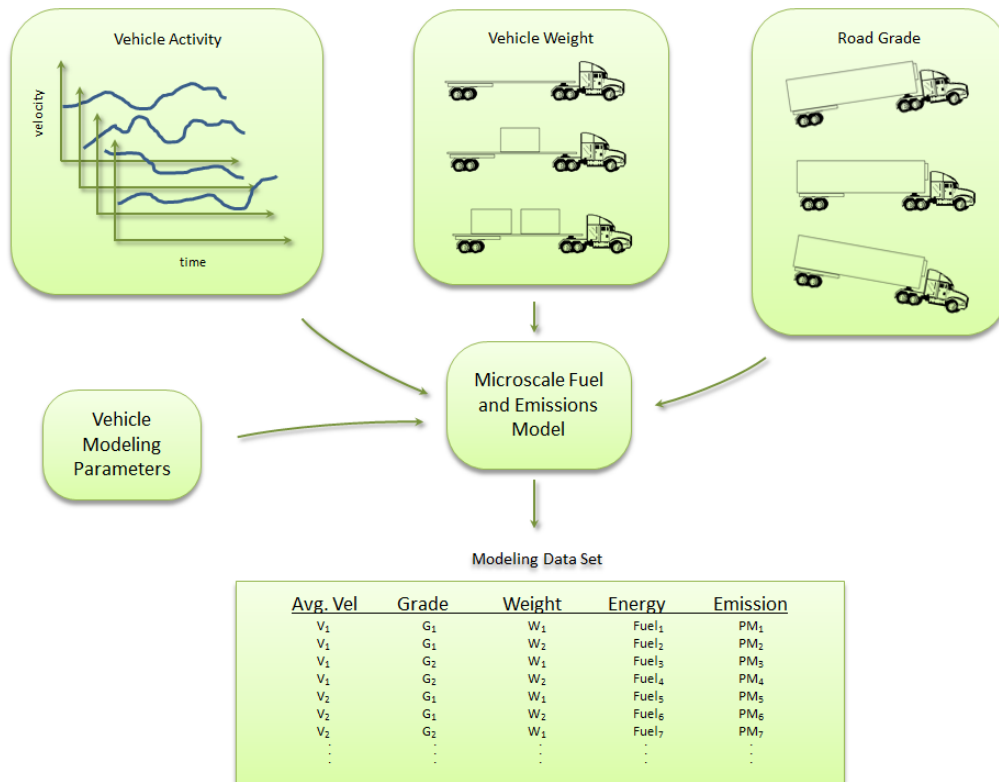 Vehicle Activity
velocity
time
Vehicle Weight
Road Grade
Vehicle
Modeling
Parameters
Microscale Fuel
and Emissions
Model
Modeling Data Set
Avg. Vel Grade Weight Energy Emission
V₁ G₁ W₁ Fuel₁ PM₁
V₁ G₁ W₂ Fuel₂ PM₂
V₁ G₂ W₁ Fuel₃ PM₃
V₁ G₂ W₂ Fuel₄ PM₄
V₂ G₁ W₁ Fuel₅ PM₅
V₂ G₁ W₂ Fuel₆ PM₆
V₂ G₂ W₁ Fuel₇ PM₇
. . . . .
. . . . .
. . . . .